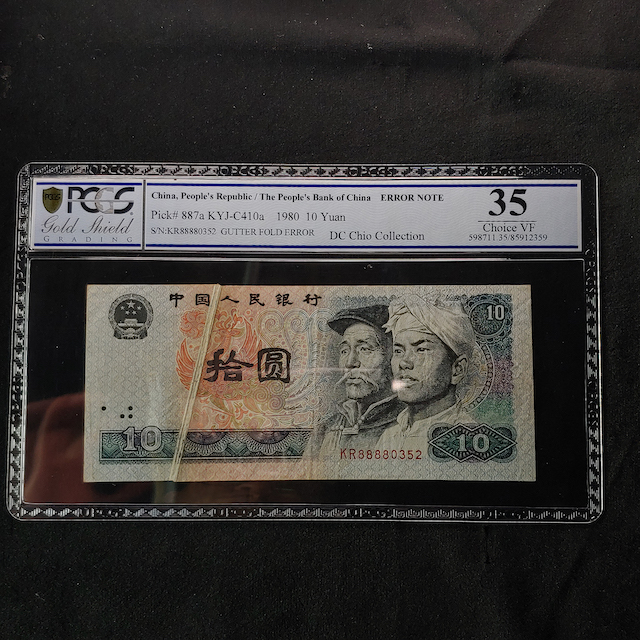 PCGS
Gold Shield
GRADING
China, People's Republic / The People's Bank of China ERROR NOTE
Pick# 887a KYJ-C410a 1980 10 Yuan
S/N:KR88880352 GUTTER FOLD ERROR DC Chio Collection
35
Choice VF
598711.35/85912359
中国人民银行
10
拾圆
10
KR88880352
10